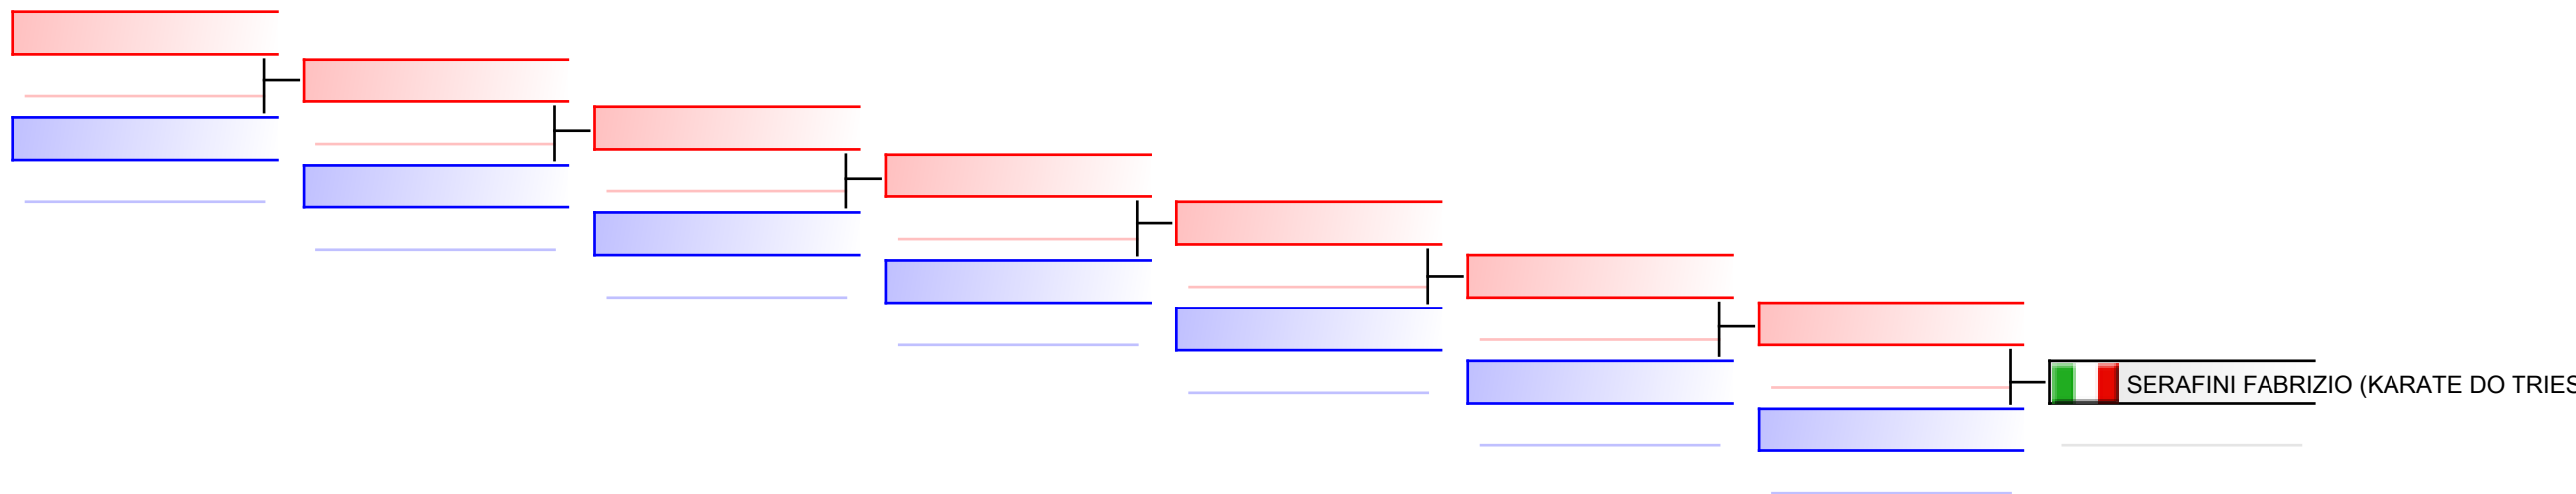 SERAFINI FABRIZIO (KARATE DO TRIES